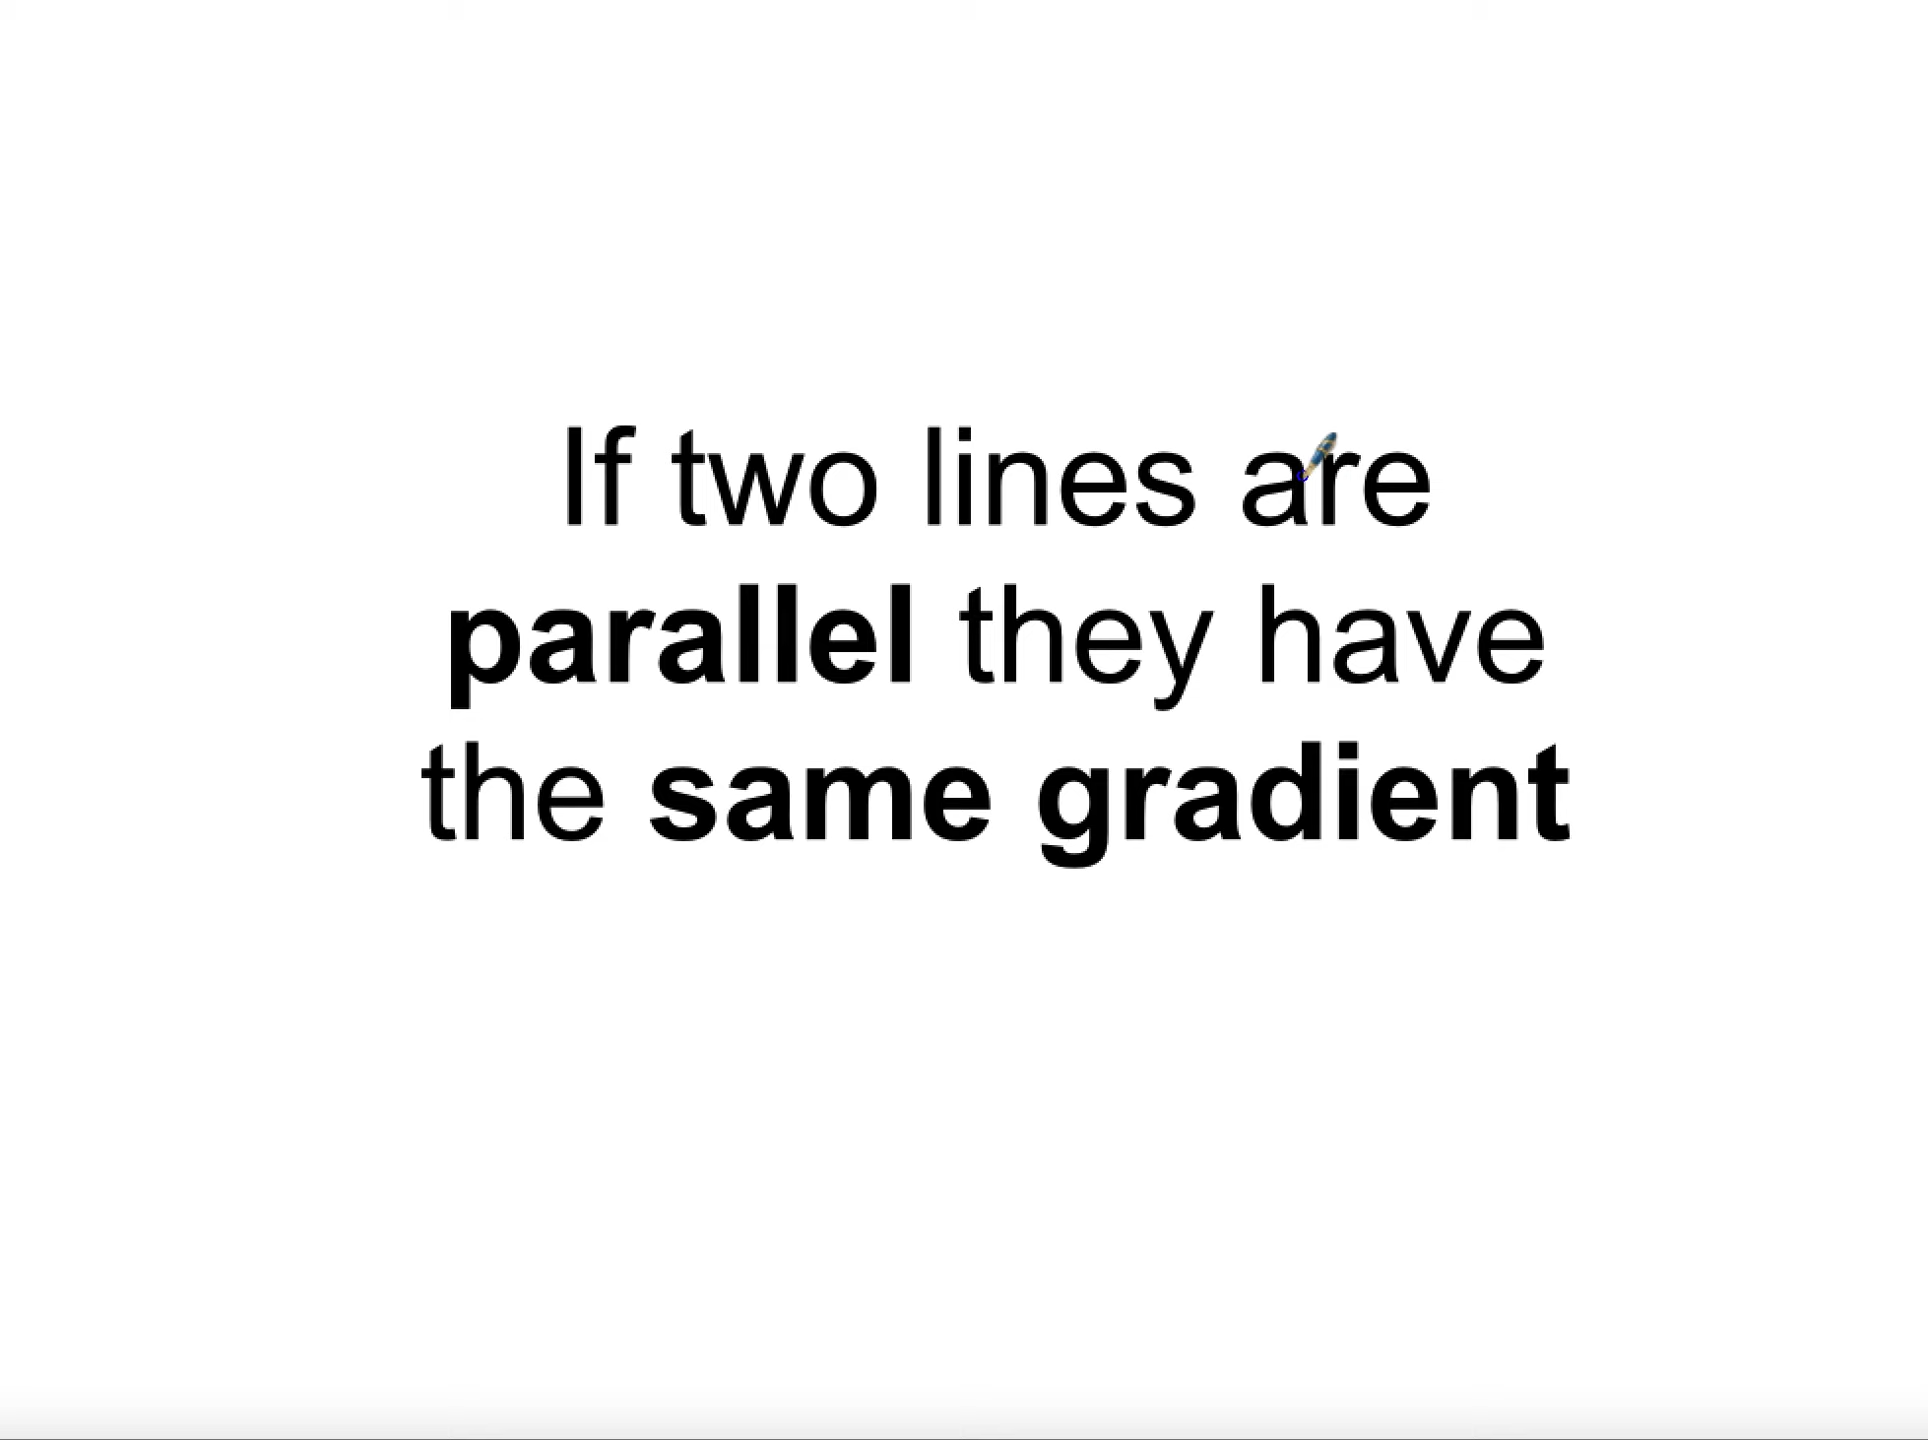 If two lines are
parallel they have
the same gradient